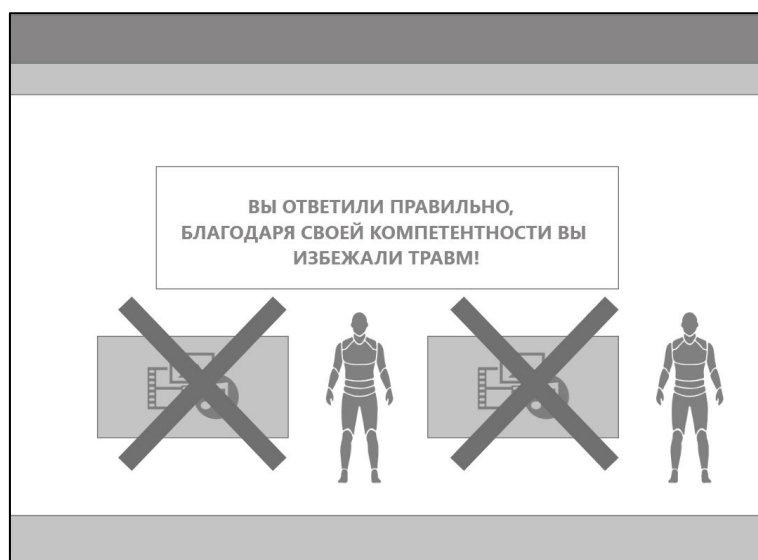 ВЫ ОТВЕТИЛИ ПРАВИЛЬНО,
БЛАГОДАРЯ СВОЕЙ КОМПЕТЕНТНОСТИ ВЫ
ИЗБЕЖАЛИ ТРАВМ!